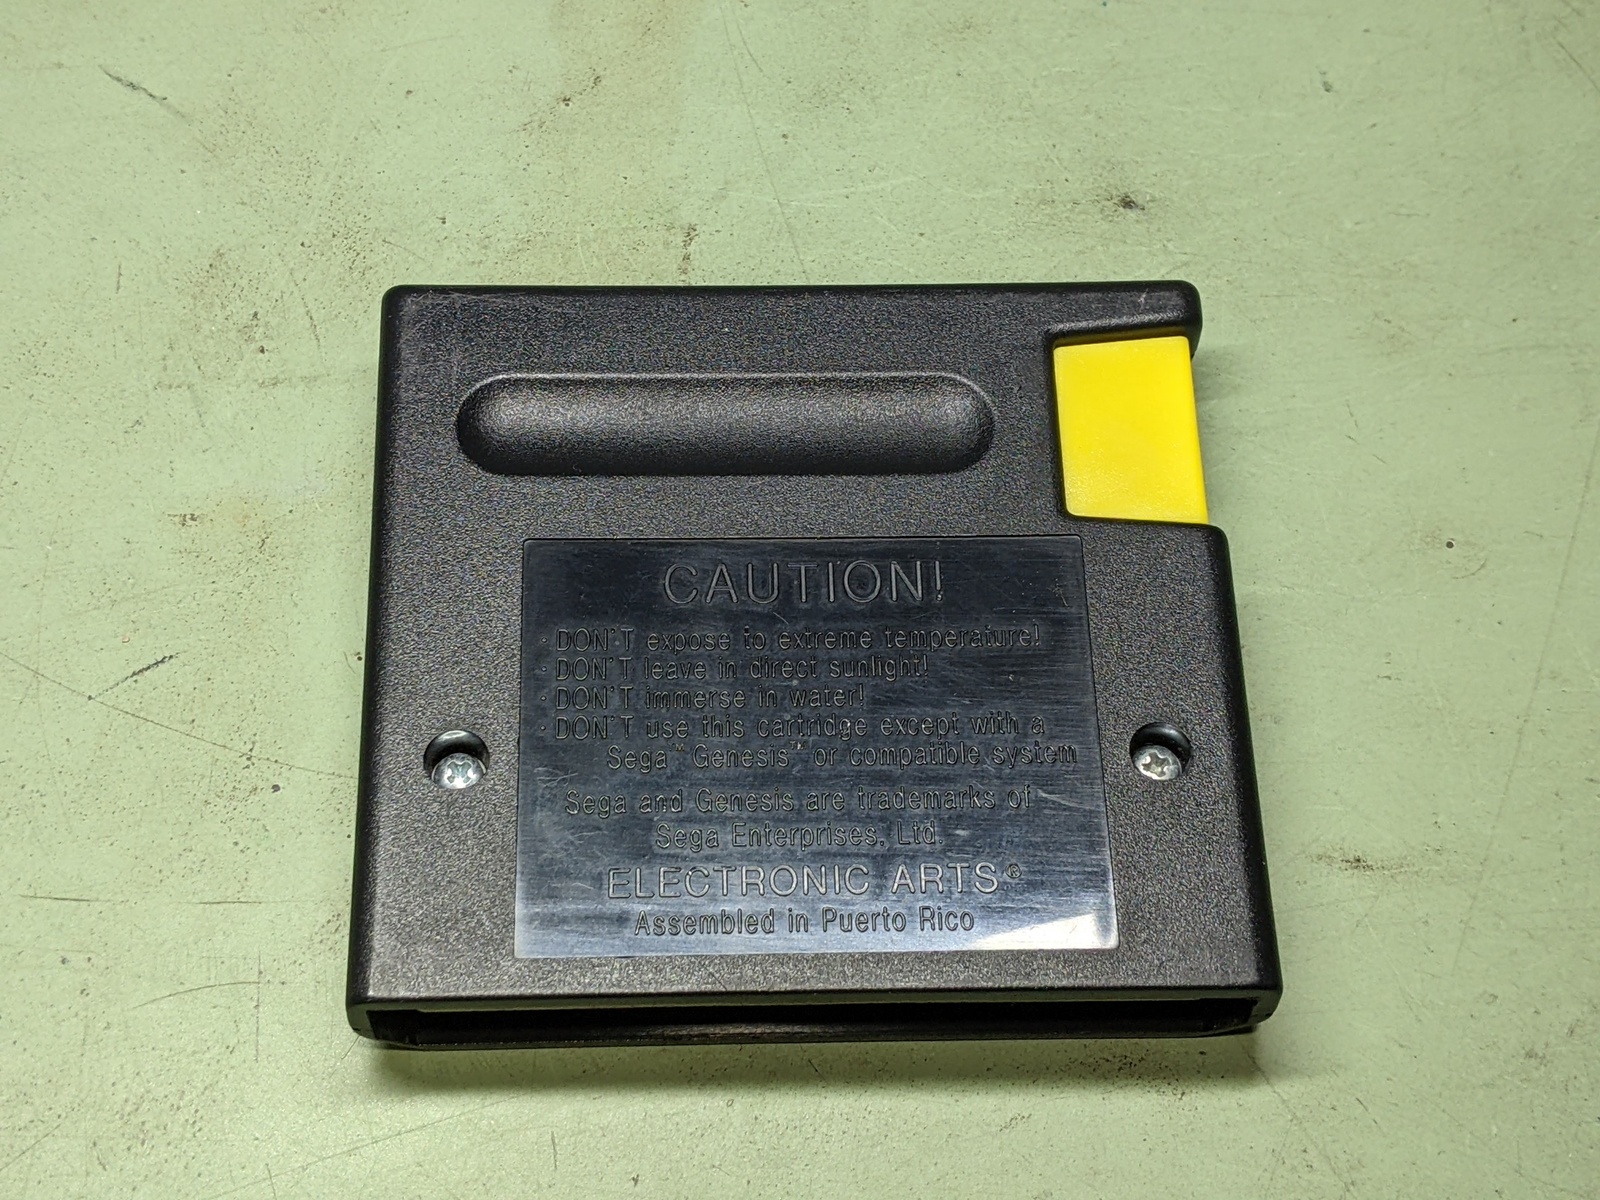 CAUTION!
· DON'T expose to extreme temperature!
· DON'T leave in direct sunlight!
· DON'T immerse in water!
· DON'T use this cartridge except with a
Sega™ Genesis™ or compatible system
Sega and Genesis are trademarks of
Sega Enterprises, Ltd.
ELECTRONIC ARTS®
Assembled in Puerto Rico